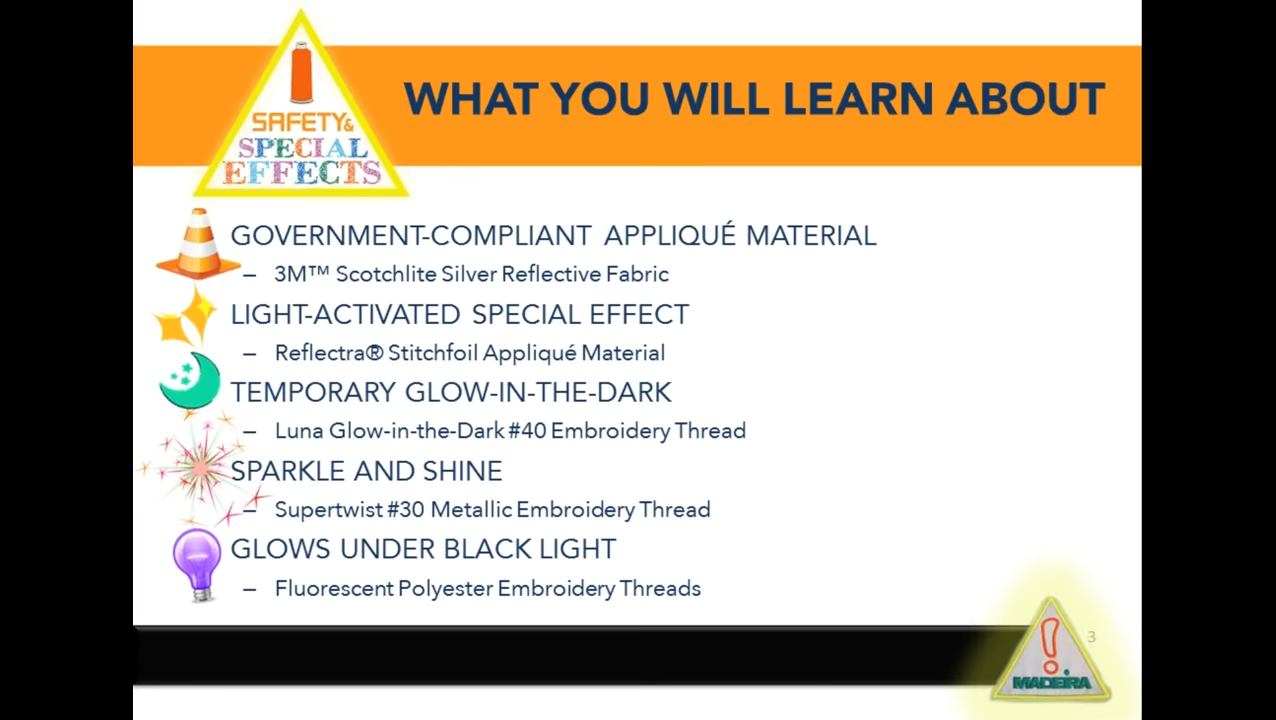 WHAT YOU WILL LEARN ABOUT
SAFETY&
SPECIAL
EFFECTS
GOVERNMENT-COMPLIANT APPLIQUÉ MATERIAL
– 3M™ Scotchlite Silver Reflective Fabric
LIGHT-ACTIVATED SPECIAL EFFECT
– Reflectra® Stitchfoil Appliqué Material
TEMPORARY GLOW-IN-THE-DARK
– Luna Glow-in-the-Dark #40 Embroidery Thread
SPARKLE AND SHINE
– Supertwist #30 Metallic Embroidery Thread
GLOWS UNDER BLACK LIGHT
– Fluorescent Polyester Embroidery Threads
3
!
MADEIRA